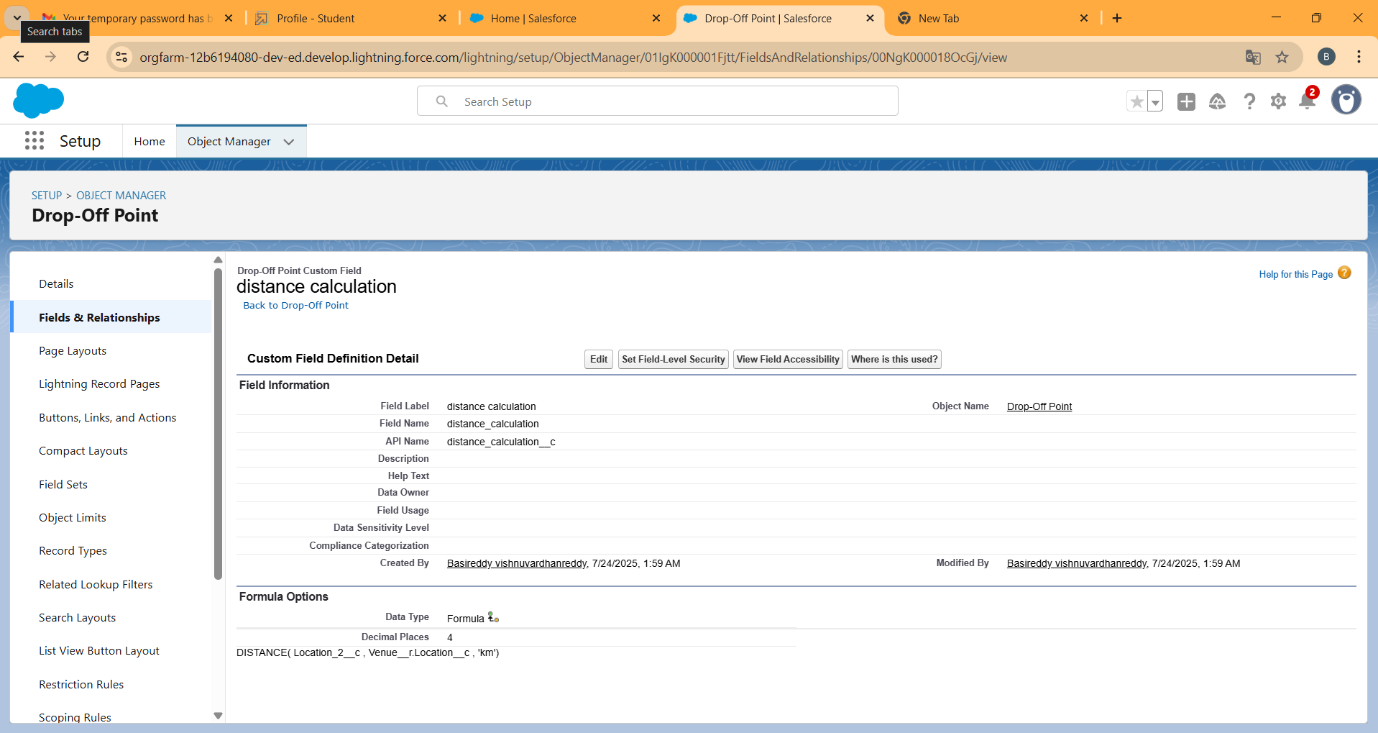 Your temporary password has b
Profile - Student
Home | Salesforce
Drop-Off Point | Salesforce
New Tab
Search tabs
orgfarm-12b6194080-dev-ed.develop.lightning.force.com/lightning/setup/ObjectManager/01IgK000001Fjtt/FieldsAndRelationships/00NgK000018OcGj/view
B
Search Setup
2
Setup
Home
Object Manager
SETUP > OBJECT MANAGER
Drop-Off Point
Details
Fields & Relationships
Page Layouts
Lightning Record Pages
Buttons, Links, and Actions
Compact Layouts
Field Sets
Object Limits
Record Types
Related Lookup Filters
Search Layouts
List View Button Layout
Restriction Rules
Scoping Rules
Drop-Off Point Custom Field
distance calculation
Back to Drop-Off Point
Help for this Page
Custom Field Definition Detail
Edit
Set Field-Level Security
View Field Accessibility
Where is this used?
Field Information
Field Label distance calculation Object Name Drop-Off Point
Field Name distance_calculation
API Name distance_calculation__c
Description
Help Text
Data Owner
Field Usage
Data Sensitivity Level
Compliance Categorization
Created By Basireddy vishnuvardhanreddy, 7/24/2025, 1:59 AM Modified By Basireddy vishnuvardhanreddy, 7/24/2025, 1:59 AM
Formula Options
Data Type Formula
Decimal Places 4
DISTANCE( Location_2__c , Venue__r.Location__c , 'km')